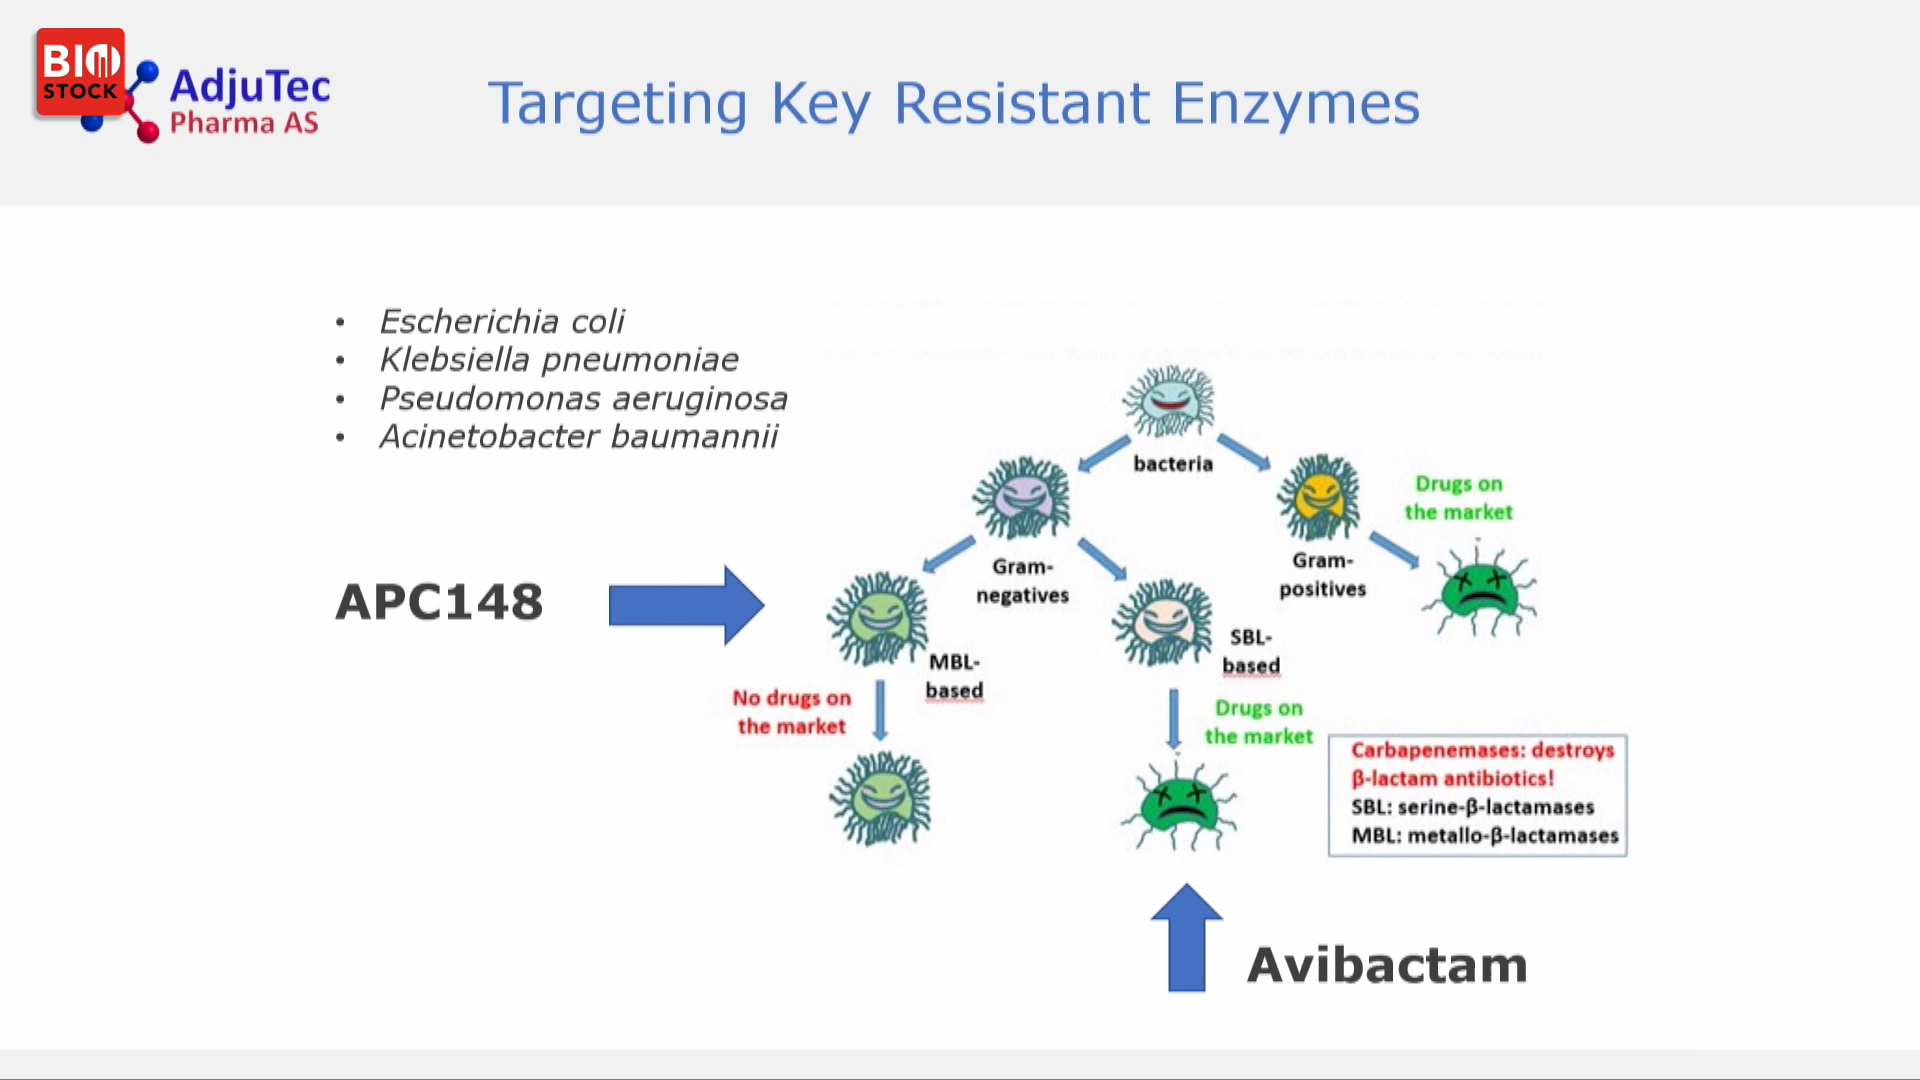 BIO
STOCK
AdjuTec
Pharma AS
Targeting Key Resistant Enzymes
• Escherichia coli
• Klebsiella pneumoniae
• Pseudomonas aeruginosa
• Acinetobacter baumannii
bacteria
Gram-
negatives
Gram-
positives
Drugs on
the market
APC148
MBL-
based
SBL-
based
No drugs on
the market
Drugs on
the market
Carbapenemases: destroys
β-lactam antibiotics!
SBL: serine-β-lactamases
MBL: metallo-β-lactamases
Avibactam